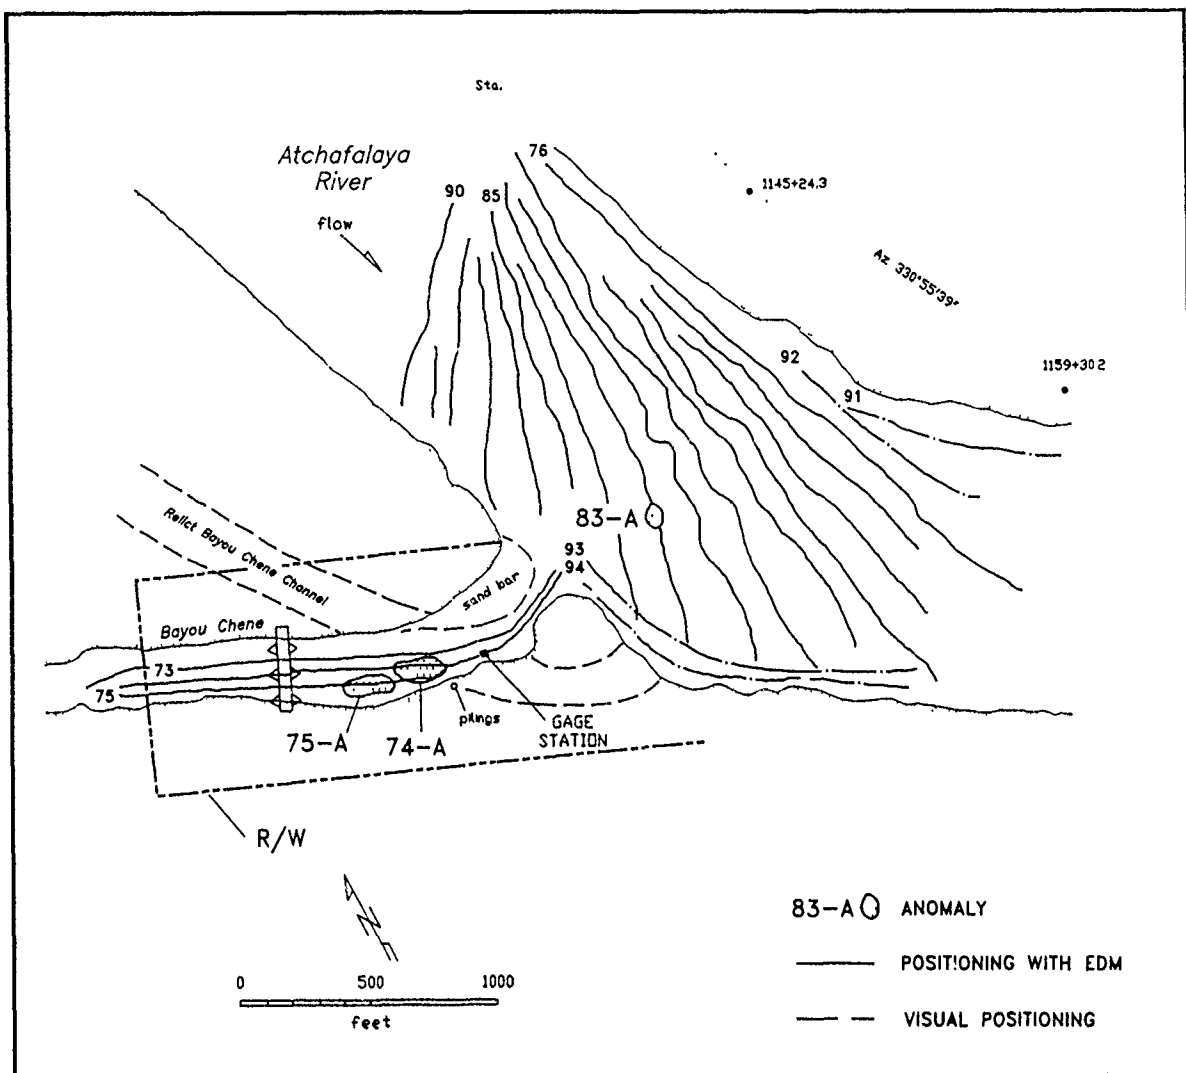 Sta.
Atchafalaya
River
flow
76
90
85
1145+24.3
Az 330°55'39"
92
91
1159+30.2
83-A
93
94
Relict Bayou Chene Channel
sand bar
Bayou Chene
73
75
75-A
74-A
pilings
GAGE
STATION
R/W
N
0 500 1000
feet
83-A ANOMALY
POSITIONING WITH EDM
VISUAL POSITIONING